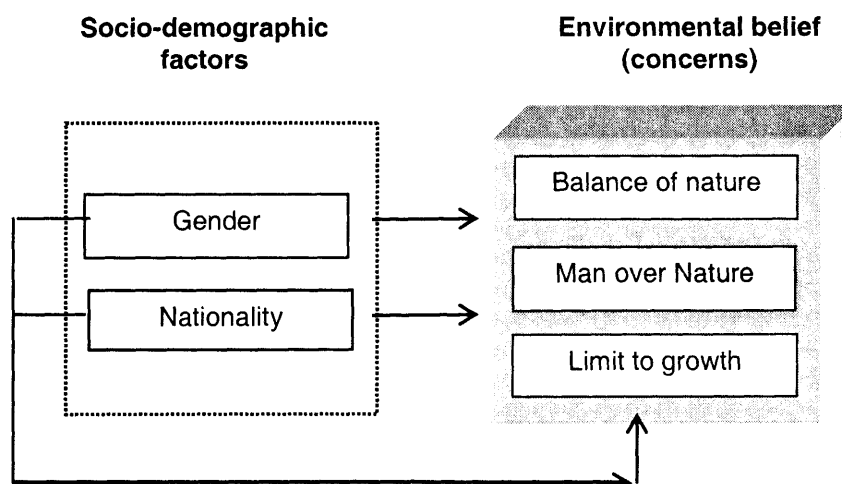 Socio-demographic
factors
Environmental belief
(concerns)
Gender
Nationality
Balance of nature
Man over Nature
Limit to growth